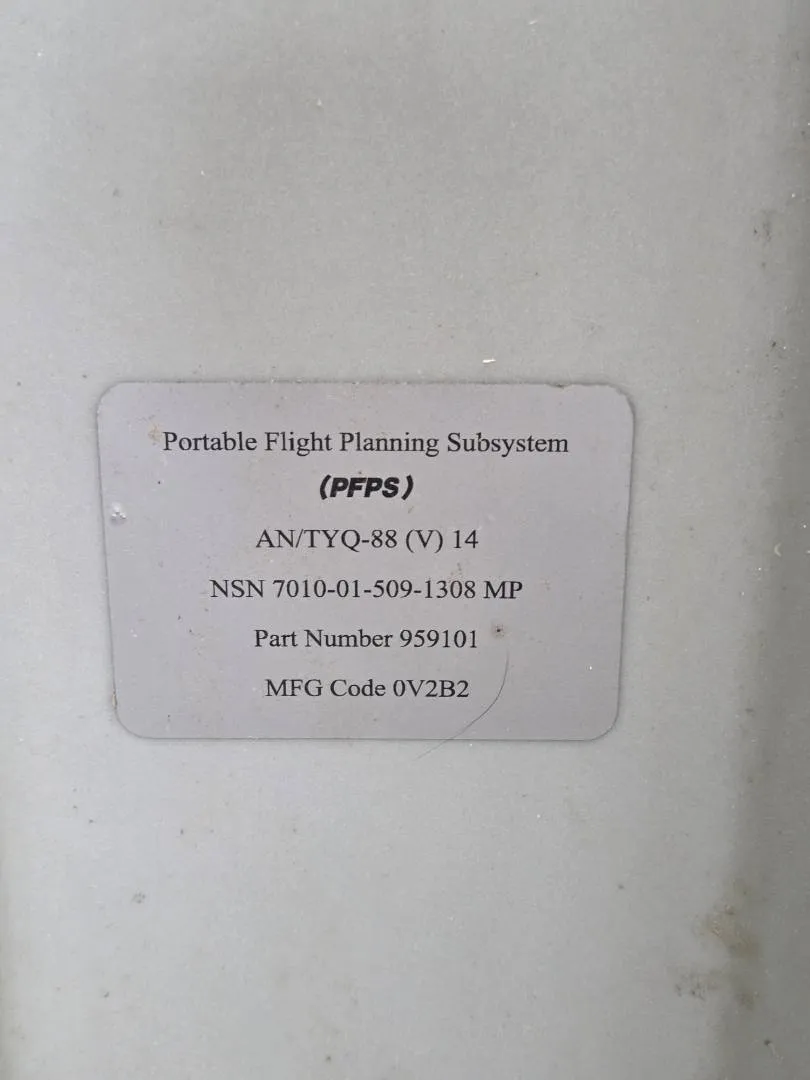 Portable Flight Planning Subsystem
(PFPS)
AN/TYQ-88 (V) 14
NSN 7010-01-509-1308 MP
Part Number 959101
MFG Code 0V2B2